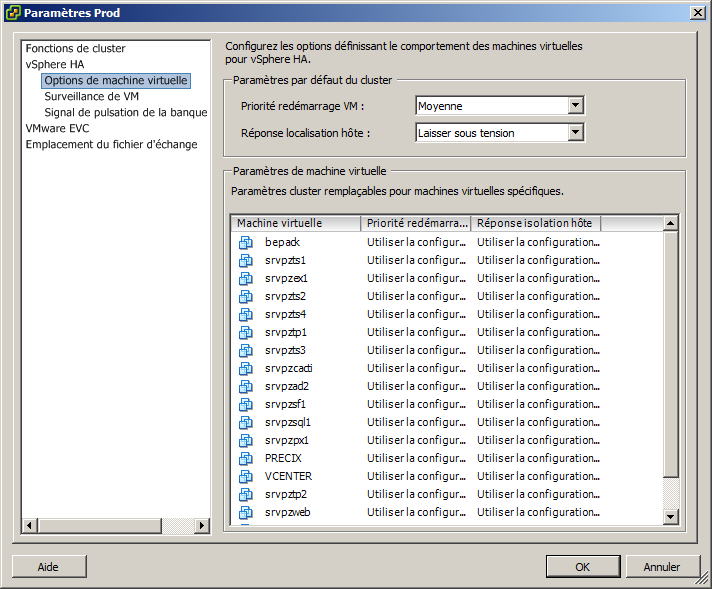 Paramètres Prod
Fonctions de cluster
vSphere HA
Options de machine virtuelle
Surveillance de VM
Signal de pulsation de la banque
VMware EVC
Emplacement du fichier d'échange
Configurez les options définissant le comportement des machines virtuelles
pour vSphere HA.
Paramètres par défaut du cluster
Priorité redémarrage VM : Moyenne
Réponse localisation hôte : Laisser sous tension
Paramètres de machine virtuelle
Paramètres cluster remplaçables pour machines virtuelles spécifiques.
Machine virtuelle Priorité redémarra... Réponse isolation hôte
bepack Utiliser la configur... Utiliser la configuration...
srvpzts1 Utiliser la configur... Utiliser la configuration...
srvpzex1 Utiliser la configur... Utiliser la configuration...
srvpzts2 Utiliser la configur... Utiliser la configuration...
srvpzts4 Utiliser la configur... Utiliser la configuration...
srvpztp1 Utiliser la configur... Utiliser la configuration...
srvpzts3 Utiliser la configur... Utiliser la configuration...
srvpzcacti Utiliser la configur... Utiliser la configuration...
srvpzad2 Utiliser la configur... Utiliser la configuration...
srvpzsf1 Utiliser la configur... Utiliser la configuration...
srvpzsql1 Utiliser la configur... Utiliser la configuration...
srvpzpx1 Utiliser la configur... Utiliser la configuration...
PRECIX Utiliser la configur... Utiliser la configuration...
VCENTER Utiliser la configur... Utiliser la configuration...
srvpztp2 Utiliser la configur... Utiliser la configuration...
srvpzweb Utiliser la configur... Utiliser la configuration...
Aide OK Annuler